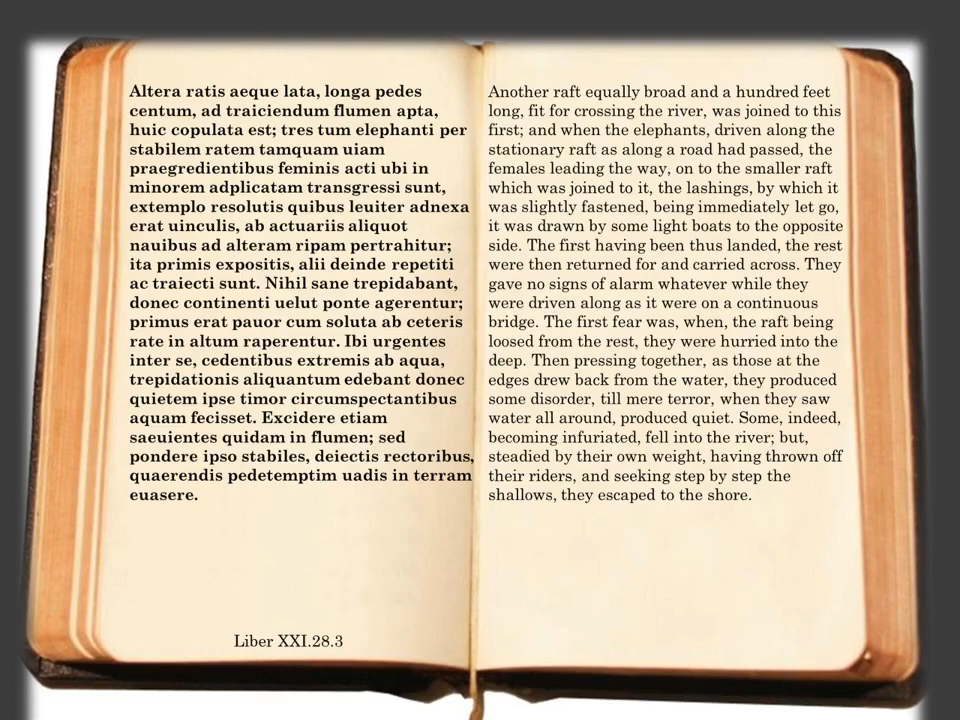 Altera ratis aeque lata, longa pedes
centum, ad traiciendum flumen apta,
huic copulata est; tres tum elephanti per
stabilem ratem tamquam uiam
praegredientibus feminis acti ubi in
minorem adplicatam transgressi sunt,
extemplo resolutis quibus leuiter adnexa
erat uinculis, ab actuariis aliquot
nauibus ad alteram ripam pertrahitur;
ita primis expositis, alii deinde repetiti
ac traiecti sunt. Nihil sane trepidabant,
donec continenti uelut ponte agerentur;
primus erat pauor cum soluta ab ceteris
rate in altum raperentur. Ibi urgentes
inter se, cedentibus extremis ab aqua,
trepidationis aliquantum edebant donec
quietem ipse timor circumspectantibus
aquam fecisset. Excidere etiam
saeuientes quidam in flumen; sed
pondere ipso stabiles, deiectis rectoribus,
quaerendis pedetemptim uadis in terram
euasere.
Liber XXI.28.3
Another raft equally broad and a hundred feet
long, fit for crossing the river, was joined to this
first; and when the elephants, driven along the
stationary raft as along a road had passed, the
females leading the way, on to the smaller raft
which was joined to it, the lashings, by which it
was slightly fastened, being immediately let go,
it was drawn by some light boats to the opposite
side. The first having been thus landed, the rest
were then returned for and carried across. They
gave no signs of alarm whatever while they
were driven along as it were on a continuous
bridge. The first fear was, when, the raft being
loosed from the rest, they were hurried into the
deep. Then pressing together, as those at the
edges drew back from the water, they produced
some disorder, till mere terror, when they saw
water all around, produced quiet. Some, indeed,
becoming infuriated, fell into the river; but,
steadied by their own weight, having thrown off
their riders, and seeking step by step the
shallows, they escaped to the shore.